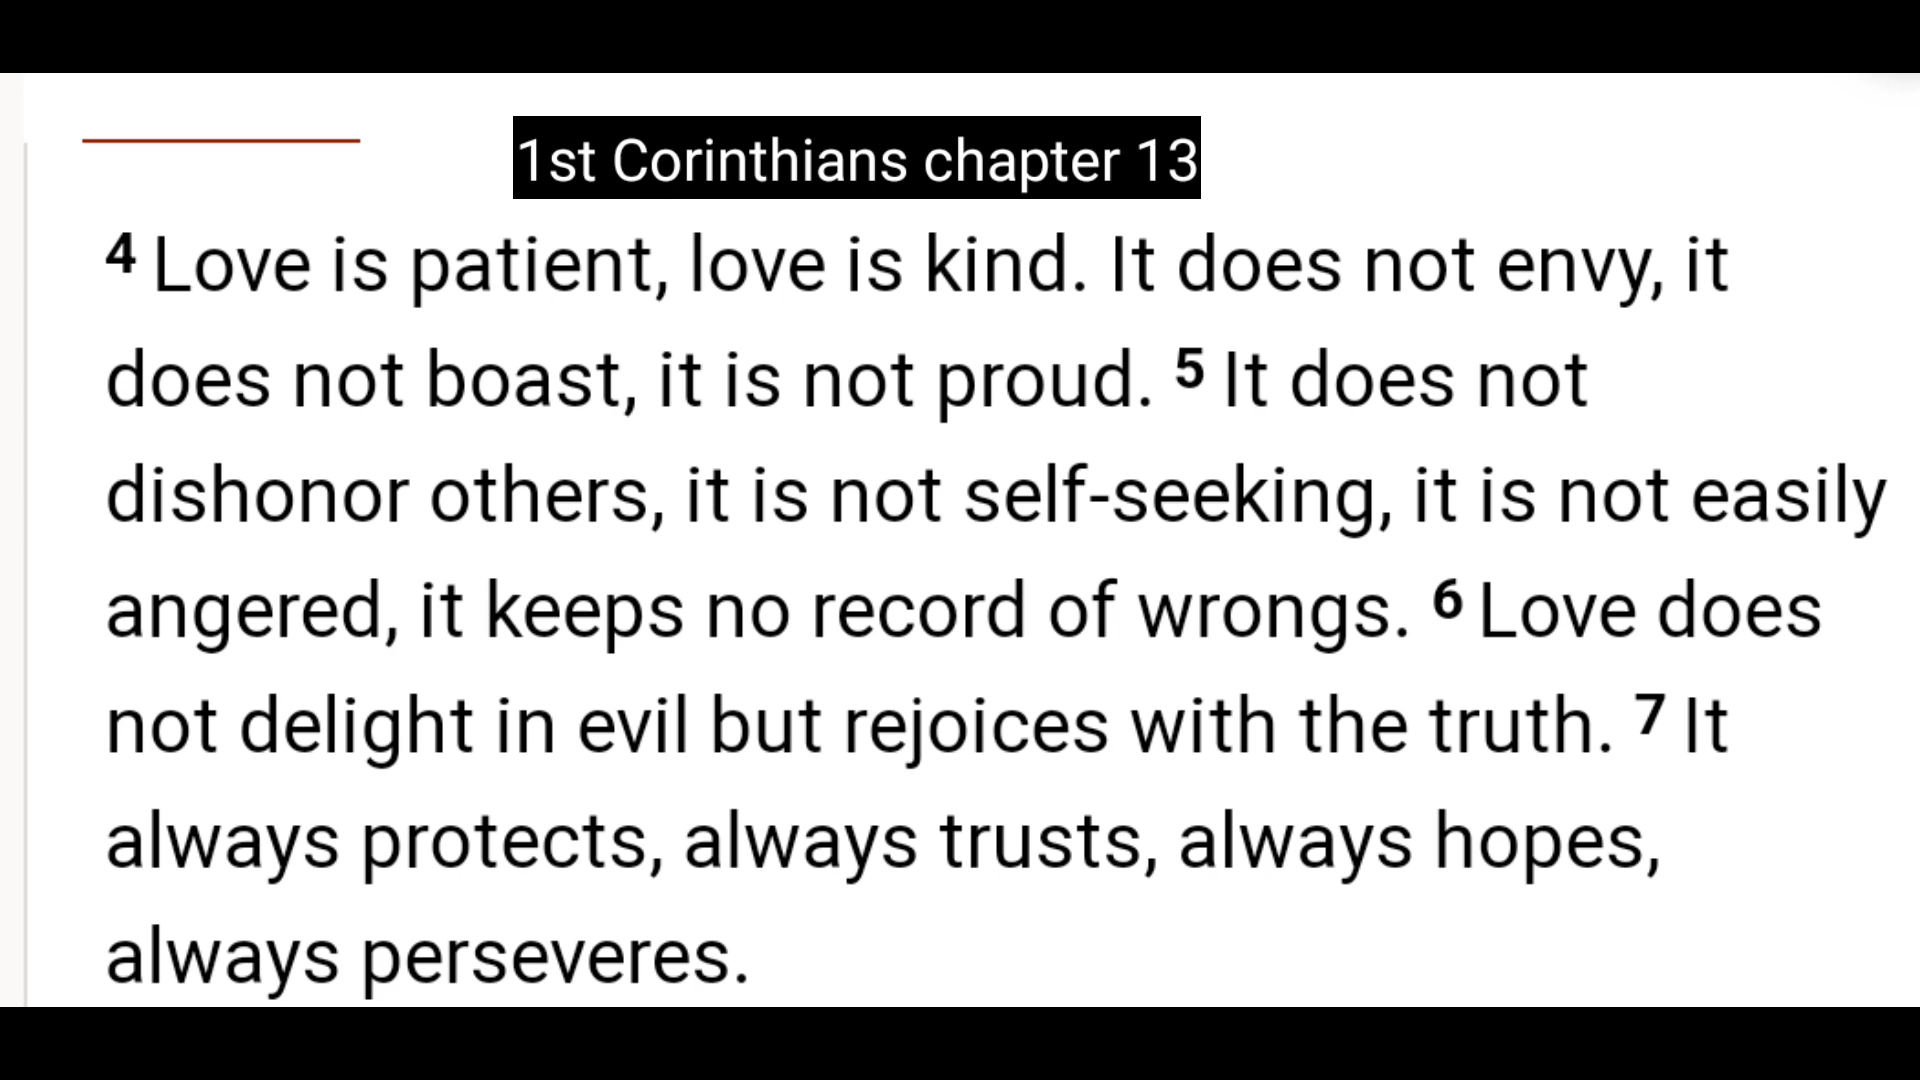 1st Corinthians chapter 13
4 Love is patient, love is kind. It does not envy, it
does not boast, it is not proud. 5 It does not
dishonor others, it is not self-seeking, it is not easily
angered, it keeps no record of wrongs. 6 Love does
not delight in evil but rejoices with the truth. 7 It
always protects, always trusts, always hopes,
always perseveres.